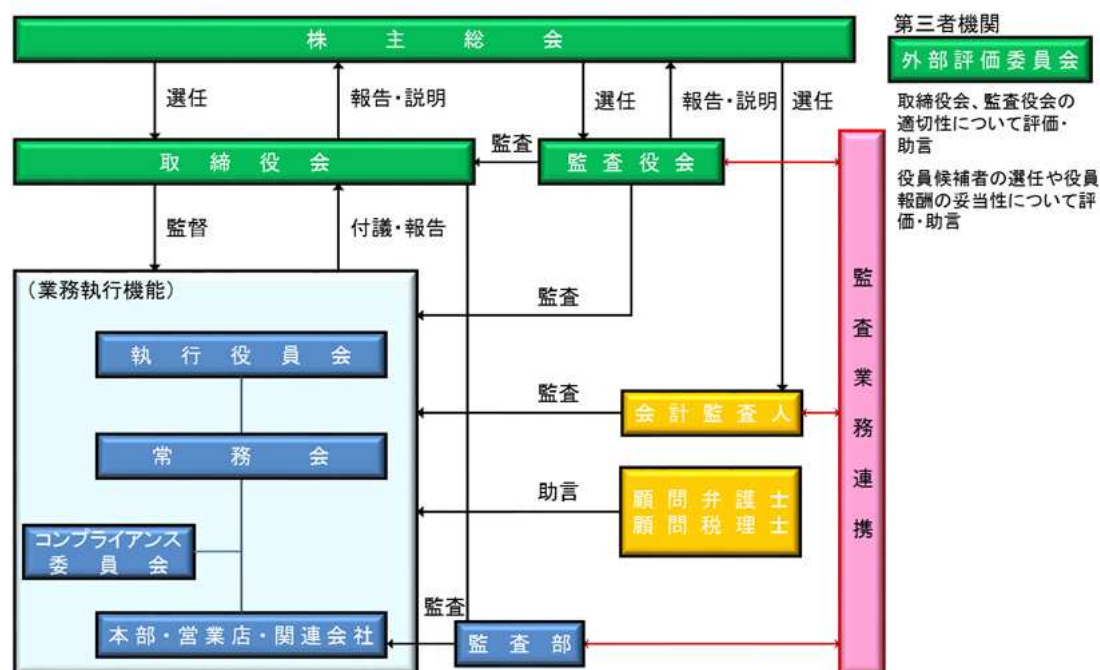 株主総会
第三者機関
外部評価委員会
取締役会、監査役会の
適切性について評価・
助言
役員候補者の選任や役員
報酬の妥当性について評
価・助言
選任
報告・説明
選任
報告・説明
選任
取締役会
監査
監査役会
監督
付議・報告
(業務執行機能)
監査
執行役員会
監査
会計監査人
常務会
助言
顧問弁護士
顧問税理士
コンプライアンス
委員会
監査
本部・営業店・関連会社
監査部
監査業務連携